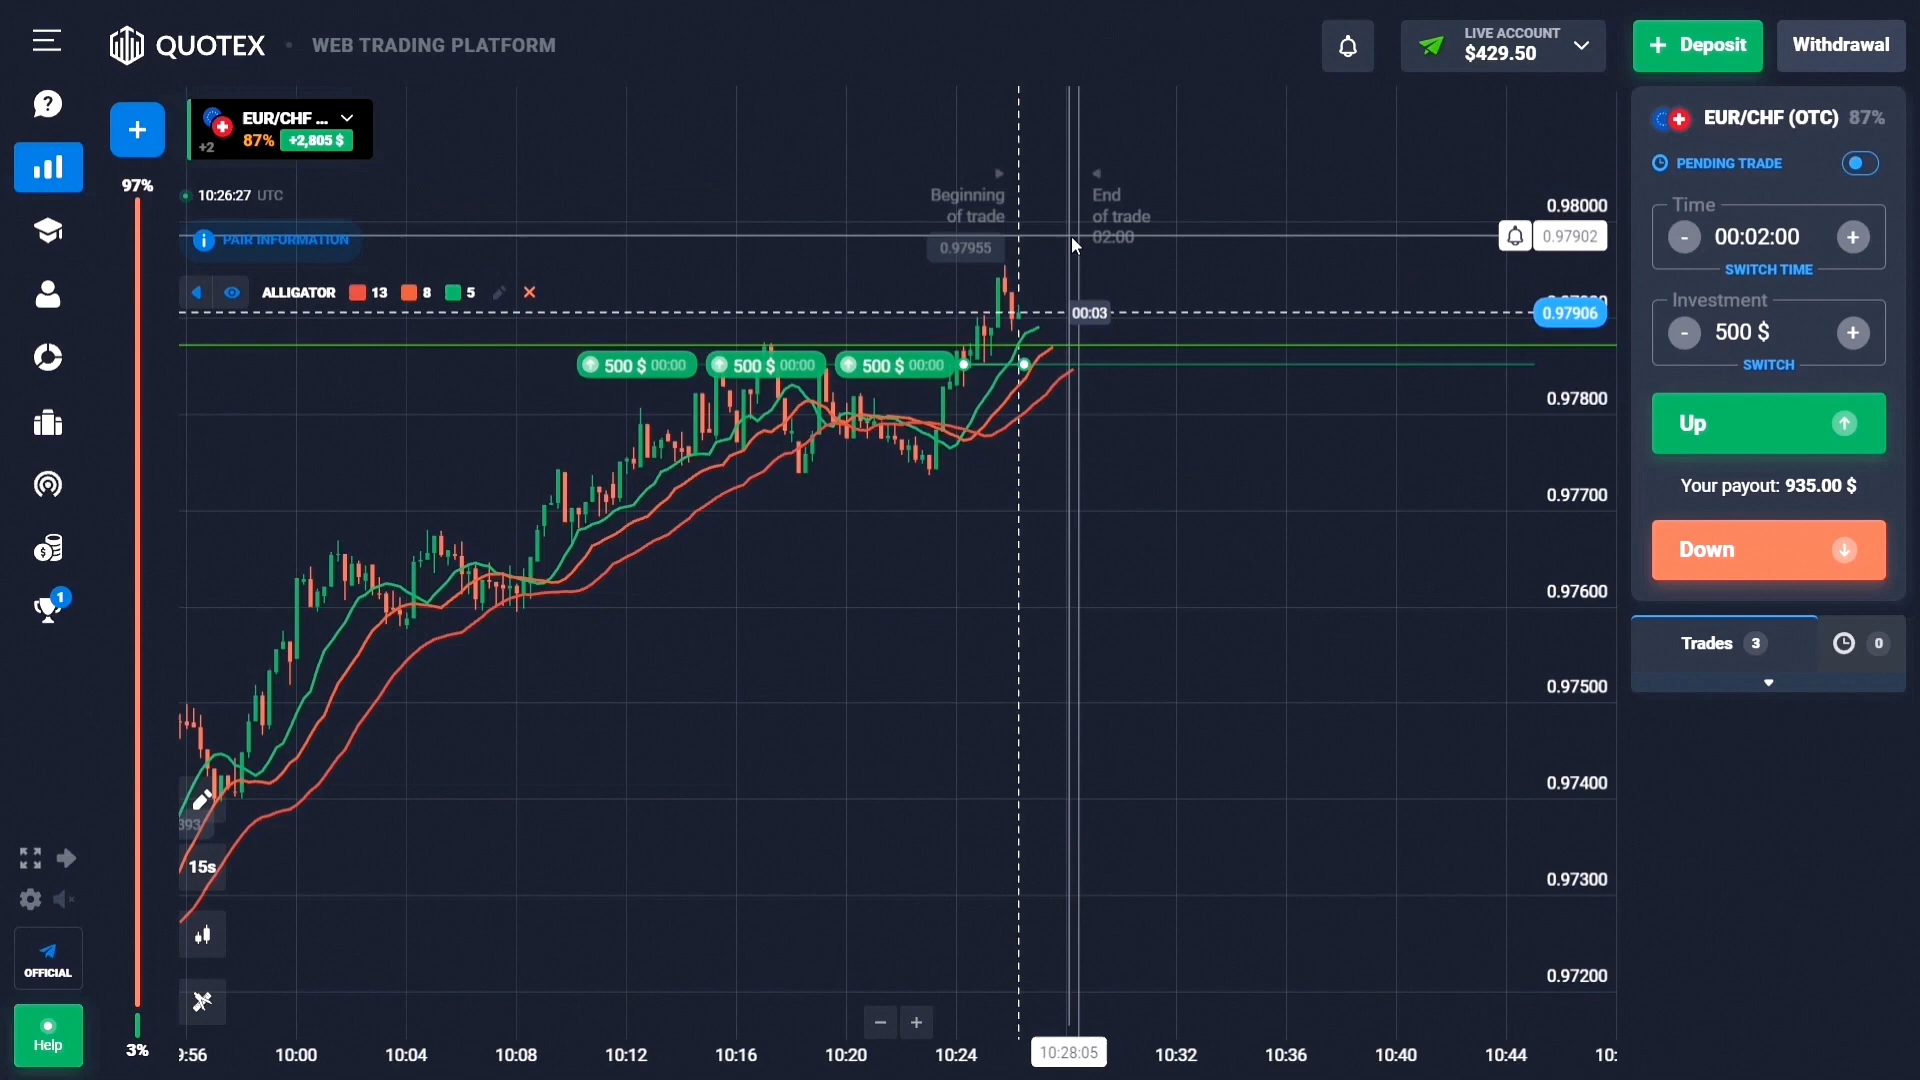 QUOTEX • WEB TRADING PLATFORM
LIVE ACCOUNT
$429.50
+ Deposit
Withdrawal
?
+
97%
EUR/CHF ...
+2
87%
+2,805 $
10:26:27 UTC
PAIR INFORMATION
ALLIGATOR 13 8 5
Beginning
of trade
0.97955
End
of trade
02:00
00:03
500 $ 00:00
500 $ 00:00
500 $ 00:00
0.98000
0.97902
0.97906
0.97800
0.97700
0.97600
0.97500
0.97400
0.97300
0.97200
EUR/CHF (OTC) 87%
PENDING TRADE
Time
- 00:02:00 +
SWITCH TIME
Investment
- 500 $ +
SWITCH
Up
Your payout: 935.00 $
Down
Trades 3
0
1
393
15s
OFFICIAL
Help
3%
− +
9:56
10:00
10:04
10:08
10:12
10:16
10:20
10:24
10:28:05
10:32
10:36
10:40
10:44
10: